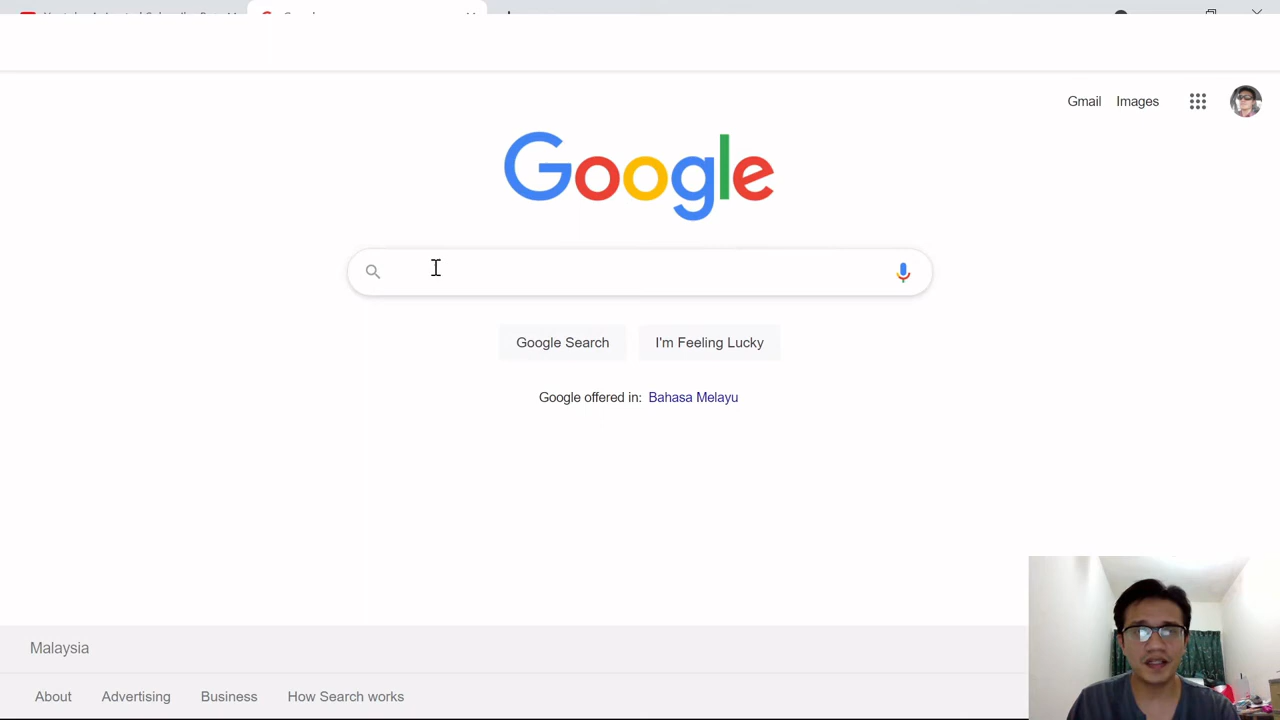 Gmail Images
Google
Google Search I'm Feeling Lucky
Google offered in: Bahasa Melayu
Malaysia
About Advertising Business How Search works